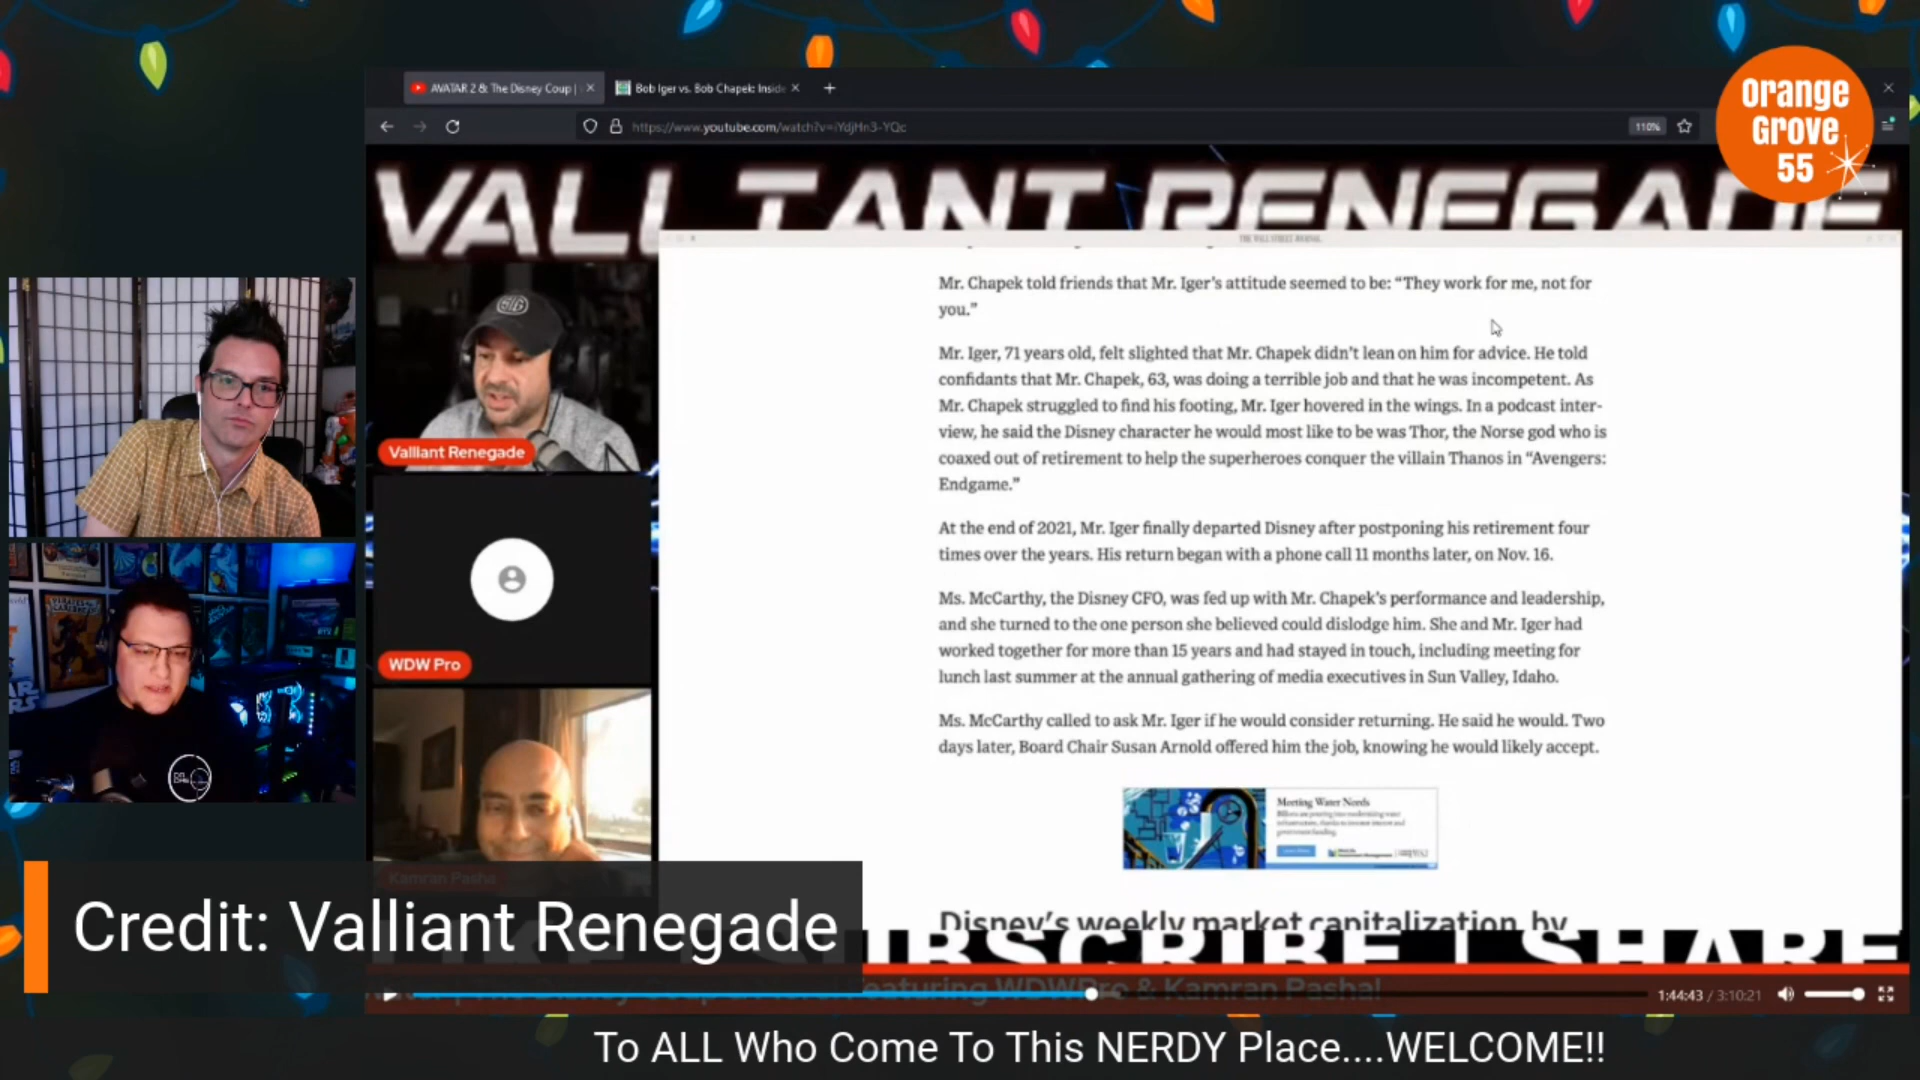 Orange
Grove
55
AVATAR 2 & The Disney Coup |
Bob Iger vs. Bob Chapek: Inside
https://www.youtube.com/watch?v=iYdjHn3-YQc
110%
VALLIANT RENEGADE
THE WALL STREET JOURNAL
Mr. Chapek told friends that Mr. Iger's attitude seemed to be: “They work for me, not for
you.”
Mr. Iger, 71 years old, felt slighted that Mr. Chapek didn't lean on him for advice. He told
confidants that Mr. Chapek, 63, was doing a terrible job and that he was incompetent. As
Mr. Chapek struggled to find his footing, Mr. Iger hovered in the wings. In a podcast inter-
view, he said the Disney character he would most like to be was Thor, the Norse god who is
coaxed out of retirement to help the superheroes conquer the villain Thanos in “Avengers:
Endgame.”
At the end of 2021, Mr. Iger finally departed Disney after postponing his retirement four
times over the years. His return began with a phone call 11 months later, on Nov. 16.
Ms. McCarthy, the Disney CFO, was fed up with Mr. Chapek's performance and leadership,
and she turned to the one person she believed could dislodge him. She and Mr. Iger had
worked together for more than 15 years and had stayed in touch, including meeting for
lunch last summer at the annual gathering of media executives in Sun Valley, Idaho.
Ms. McCarthy called to ask Mr. Iger if he would consider returning. He said he would. Two
days later, Board Chair Susan Arnold offered him the job, knowing he would likely accept.
Meeting Water Needs
Disney's weekly market capitalization, by
Valliant Renegade
WDW Pro
Kamran Pasha
Credit: Valliant Renegade
LIKE | SUBSCRIBE | SHARE
Featuring WDWPro & Kamran Pasha!
1:44:43 / 3:10:21
To ALL Who Come To This NERDY Place....WELCOME!!